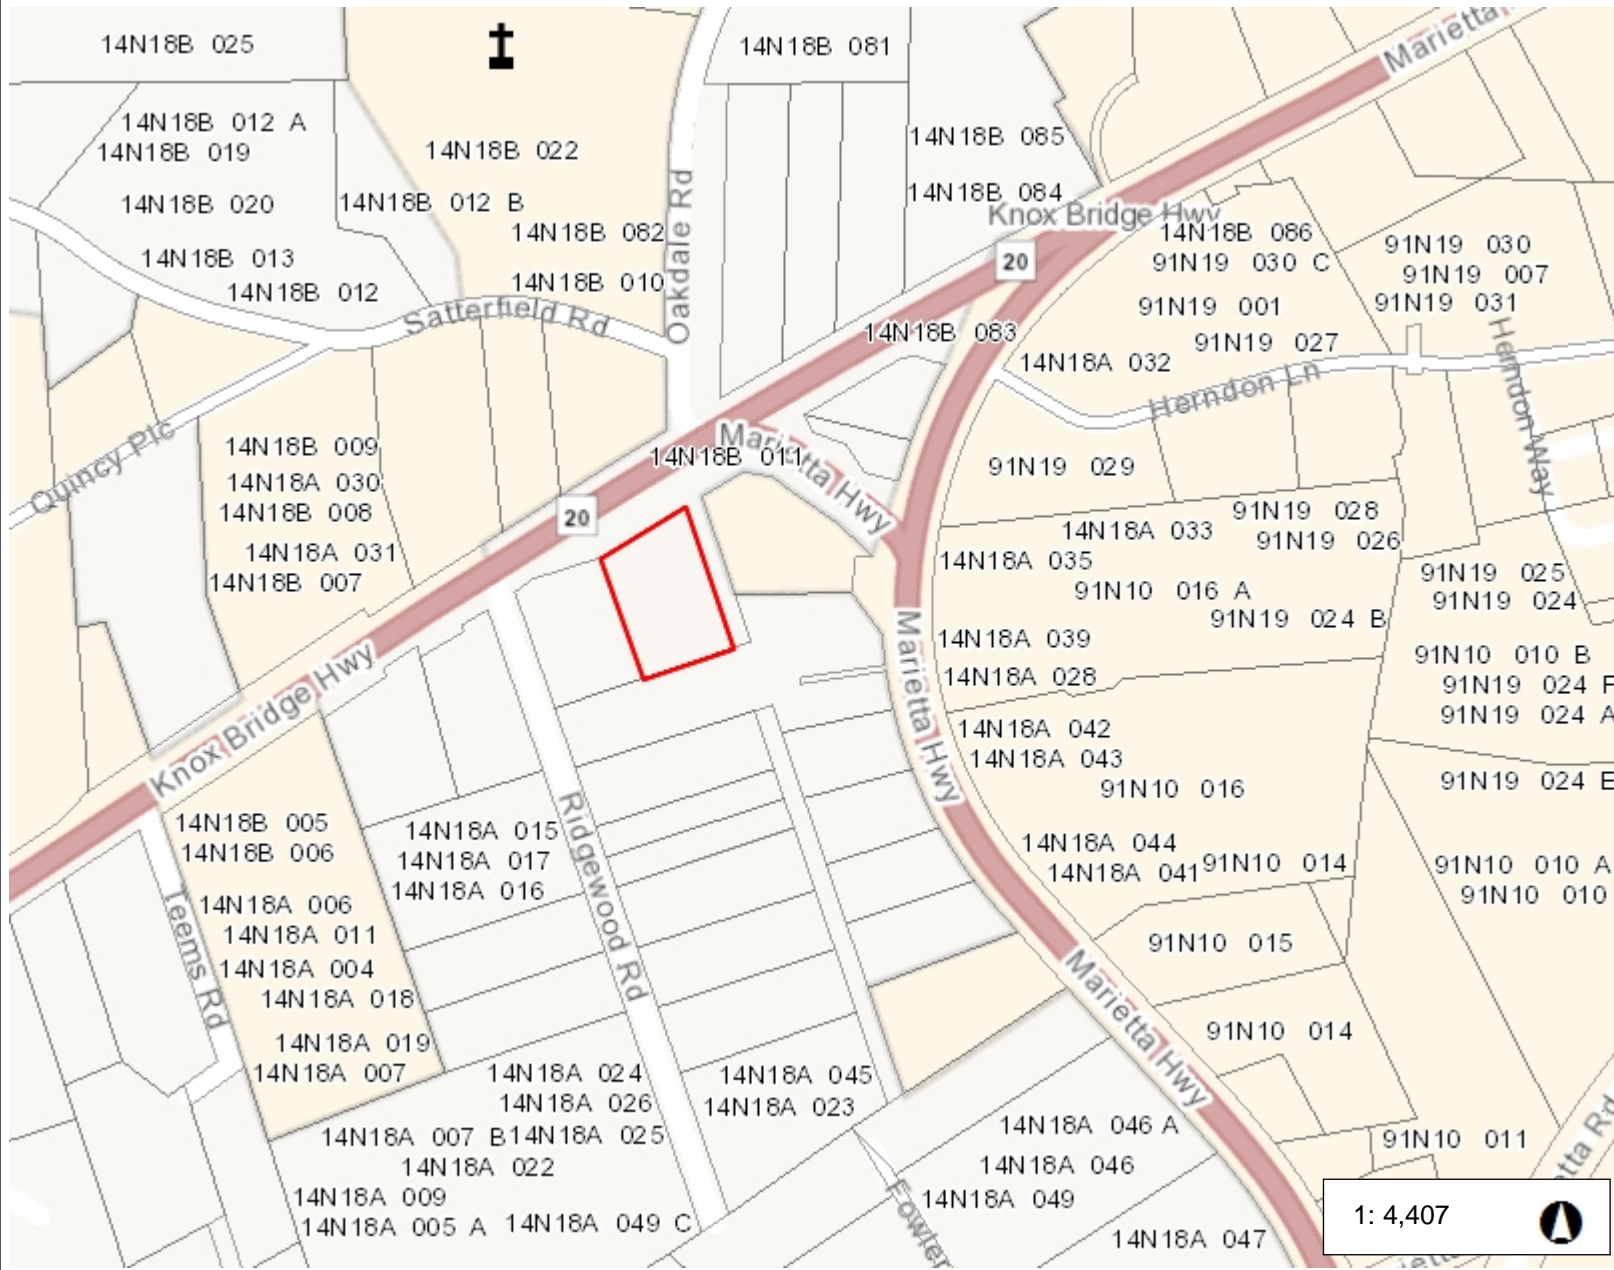 Marietta
14N18B 025
14N18B 081
14N18B 012 A
14N18B 019
14N18B 022
14N18B 085
14N18B 020
14N18B 012 B
14N18B 084
14N18B 082
Oakdale Rd
Knox Bridge Hwy
14N18B 086
91N19 030
14N18B 013
20
91N19 030 C
91N19 007
14N18B 012
14N18B 010
91N19 001
91N19 031
Satterfield Rd
14N18B 083
91N19 027
14N18A 032
Herndon Ln
Herndon Way
Quincy Plc
14N18B 009
Marietta Hwy
14N18B 011
91N19 029
14N18A 030
14N18B 008
20
91N19 028
14N18A 033
91N19 026
14N18A 031
14N18A 035
14N18B 007
91N19 025
91N10 016 A
91N19 024
91N19 024 B
14N18A 039
91N10 010 B
Knox Bridge Hwy
Marietta Hwy
14N18A 028
91N19 024 F
91N19 024 A
14N18A 042
14N18A 043
91N10 016
91N19 024 E
14N18B 005
14N18B 006
14N18A 015
14N18A 017
14N18A 016
Ridgewood Rd
14N18A 044
14N18A 041
91N10 014
91N10 010 A
91N10 010
Teems Rd
14N18A 006
14N18A 011
14N18A 004
14N18A 018
91N10 015
Marietta Hwy
14N18A 019
14N18A 007
91N10 014
14N18A 024
14N18A 026
14N18A 045
14N18A 023
14N18A 007 B
14N18A 025
14N18A 046 A
91N10 011
14N18A 022
14N18A 046
14N18A 009
14N18A 049
14N18A 005 A
14N18A 049 C
Fowler
14N18A 047
etta Rd
1: 4,407